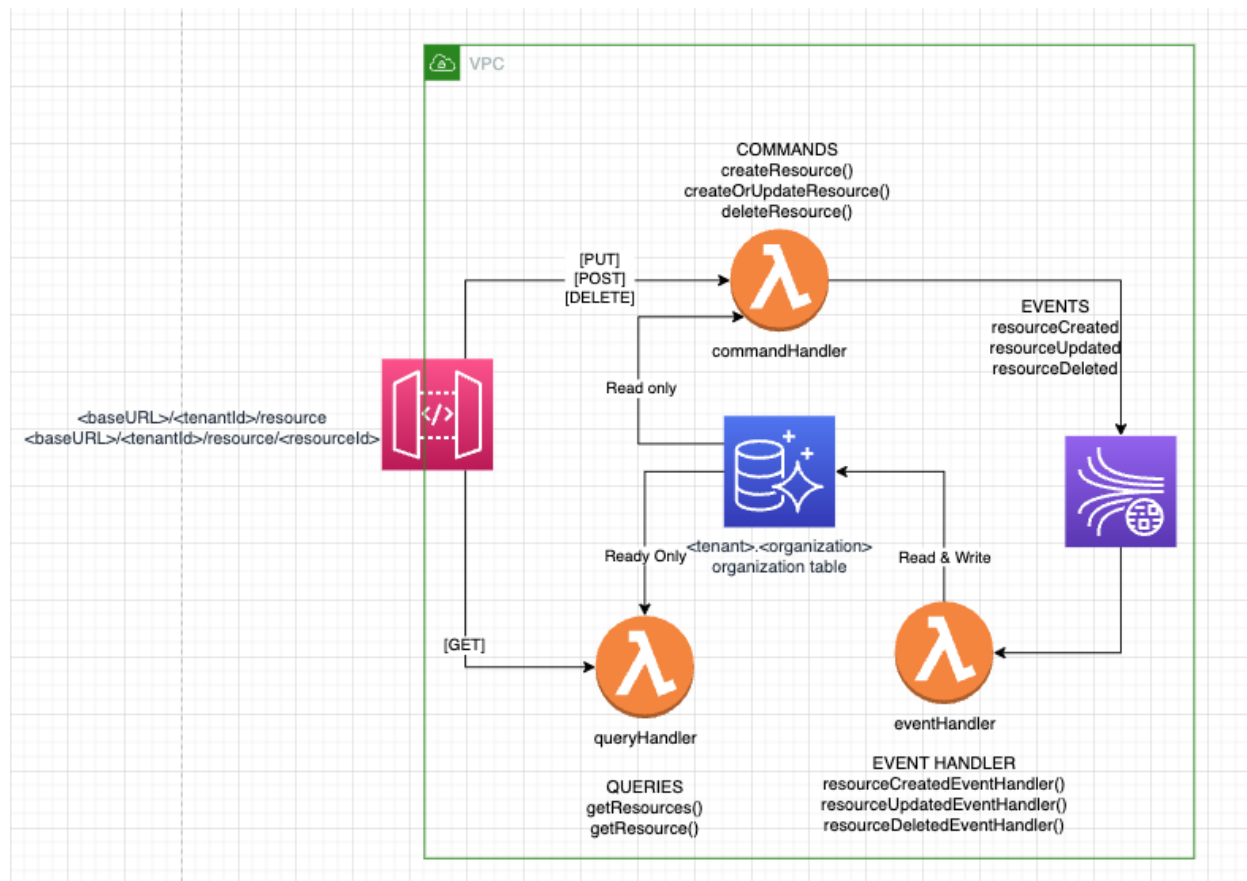 VPC
COMMANDS
createResource()
createOrUpdateResource()
deleteResource()
[PUT]
[POST]
[DELETE]
commandHandler
EVENTS
resourceCreated
resourceUpdated
resourceDeleted
Read only
<baseURL>/<tenantId>/resource
<baseURL>/<tenantId>/resource/<resourceId>
</>
Ready Only
<tenant>.<organization>
organization table
Read & Write
[GET]
queryHandler
eventHandler
QUERIES
getResources()
getResource()
EVENT HANDLER
resourceCreatedEventHandler()
resourceUpdatedEventHandler()
resourceDeletedEventHandler()